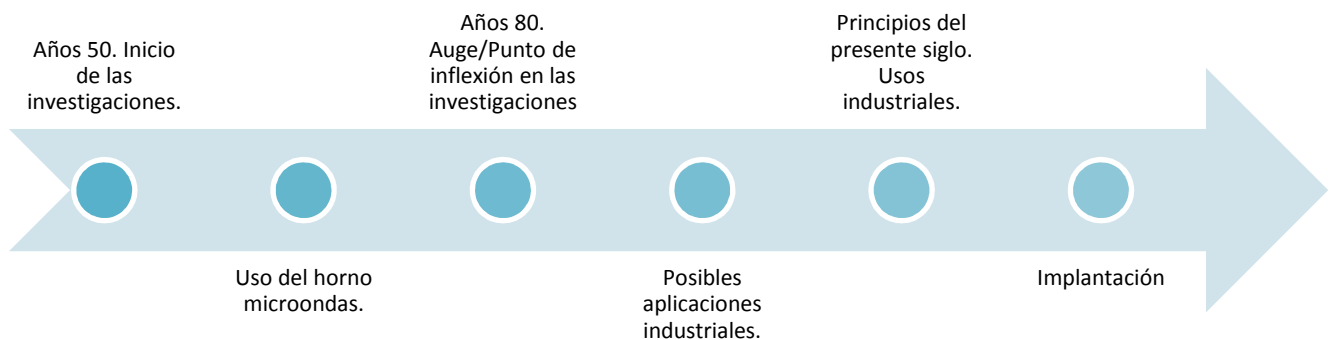 Años 50. Inicio
de las
investigaciones.
Uso del horno
microondas.
Años 80.
Auge/Punto de
inflexión en las
investigaciones
Posibles
aplicaciones
industriales.
Principios del
presente siglo.
Usos
industriales.
Implantación